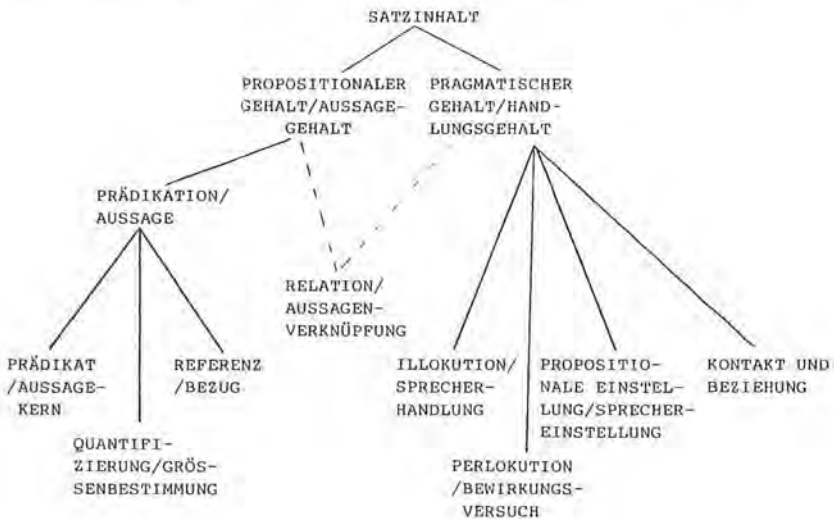 SATZINHALT
PROPOSITIONALER
GEHALT/AUSSAGE-
GEHALT
PRAGMATISCHER
GEHALT/HAND-
LUNGSGEHALT
PRÄDIKATION/
AUSSAGE
RELATION/
AUSSAGEN-
VERKNÜPFUNG
PRÄDIKAT
/AUSSAGE-
KERN
REFERENZ
/BEZUG
QUANTIFI-
ZIERUNG/GRÖS-
SENBESTIMMUNG
ILLOKUTION/
SPRECHER-
HANDLUNG
PROPOSITIO-
NALE EINSTEL-
LUNG/SPRECHER-
EINSTELLUNG
KONTAKT UND
BEZIEHUNG
PERLOKUTION
/BEWIRKUNGS-
VERSUCH